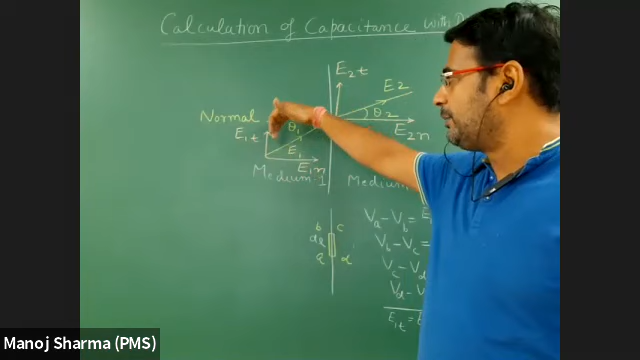 Calculation of Capacitance with
E2t
E2
Normal
θ1
θ2
E1t
E1
E1n
E2n
Medium-1
Medium
b c
a d
Va - Vb = E
Vb - Vc =
Vc - Vd
Vd - V
E1t =
Manoj Sharma (PMS)